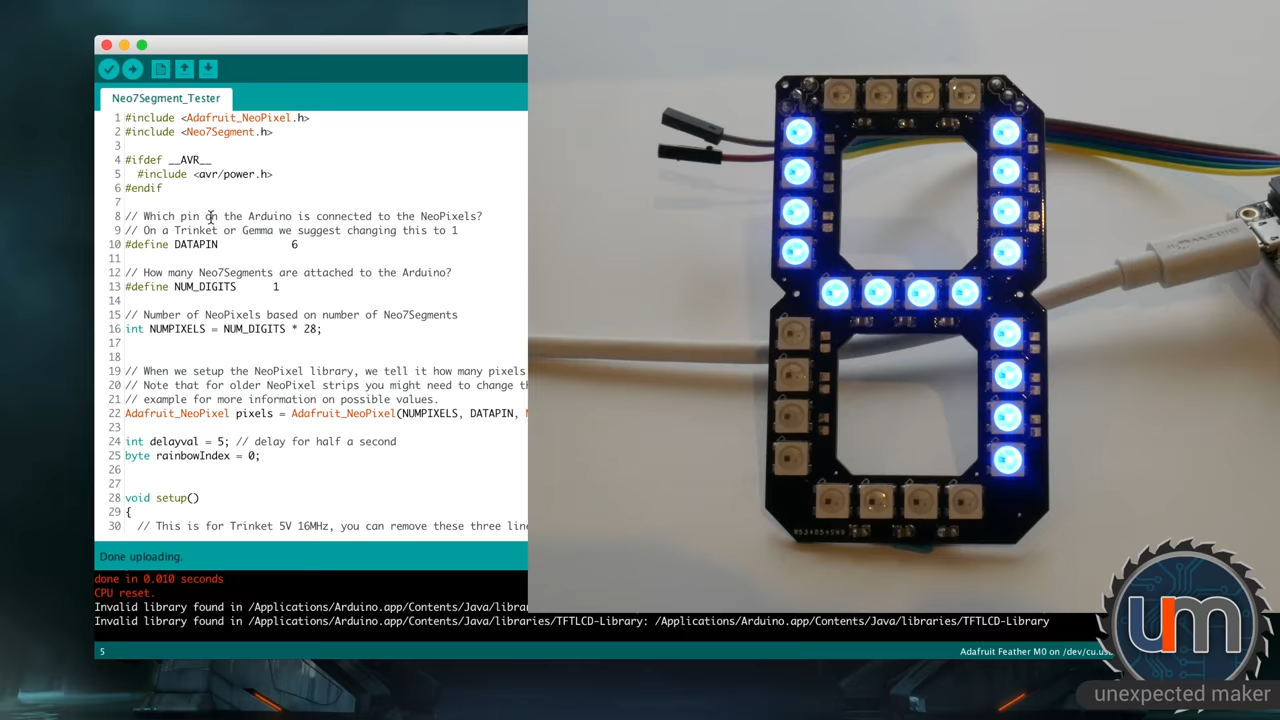 Neo7Segment_Tester
1 #include <Adafruit_NeoPixel.h>
2 #include <Neo7Segment.h>
3
4 #ifdef __AVR__
5 #include <avr/power.h>
6 #endif
7
8 // Which pin on the Arduino is connected to the NeoPixels?
9 // On a Trinket or Gemma we suggest changing this to 1
10 #define DATAPIN 6
11
12 // How many Neo7Segments are attached to the Arduino?
13 #define NUM_DIGITS 1
14
15 // Number of NeoPixels based on number of Neo7Segments
16 int NUMPIXELS = NUM_DIGITS * 28;
17
18
19 // When we setup the NeoPixel library, we tell it how many pixels
20 // Note that for older NeoPixel strips you might need to change th
21 // example for more information on possible values.
22 Adafruit_NeoPixel pixels = Adafruit_NeoPixel(NUMPIXELS, DATAPIN,
23
24 int delayval = 5; // delay for half a second
25 byte rainbowIndex = 0;
26
27
28 void setup()
29 {
30 // This is for Trinket 5V 16MHz, you can remove these three line
Done uploading.
done in 0.010 seconds
CPU reset.
Invalid library found in /Applications/Arduino.app/Contents/Java/librar
Invalid library found in /Applications/Arduino.app/Contents/Java/libraries/TFTLCD-Library: /Applications/Arduino.app/Contents/Java/libraries/TFTLCD-Library
5
Adafruit Feather M0 on /dev/cu.us
um
unexpected maker